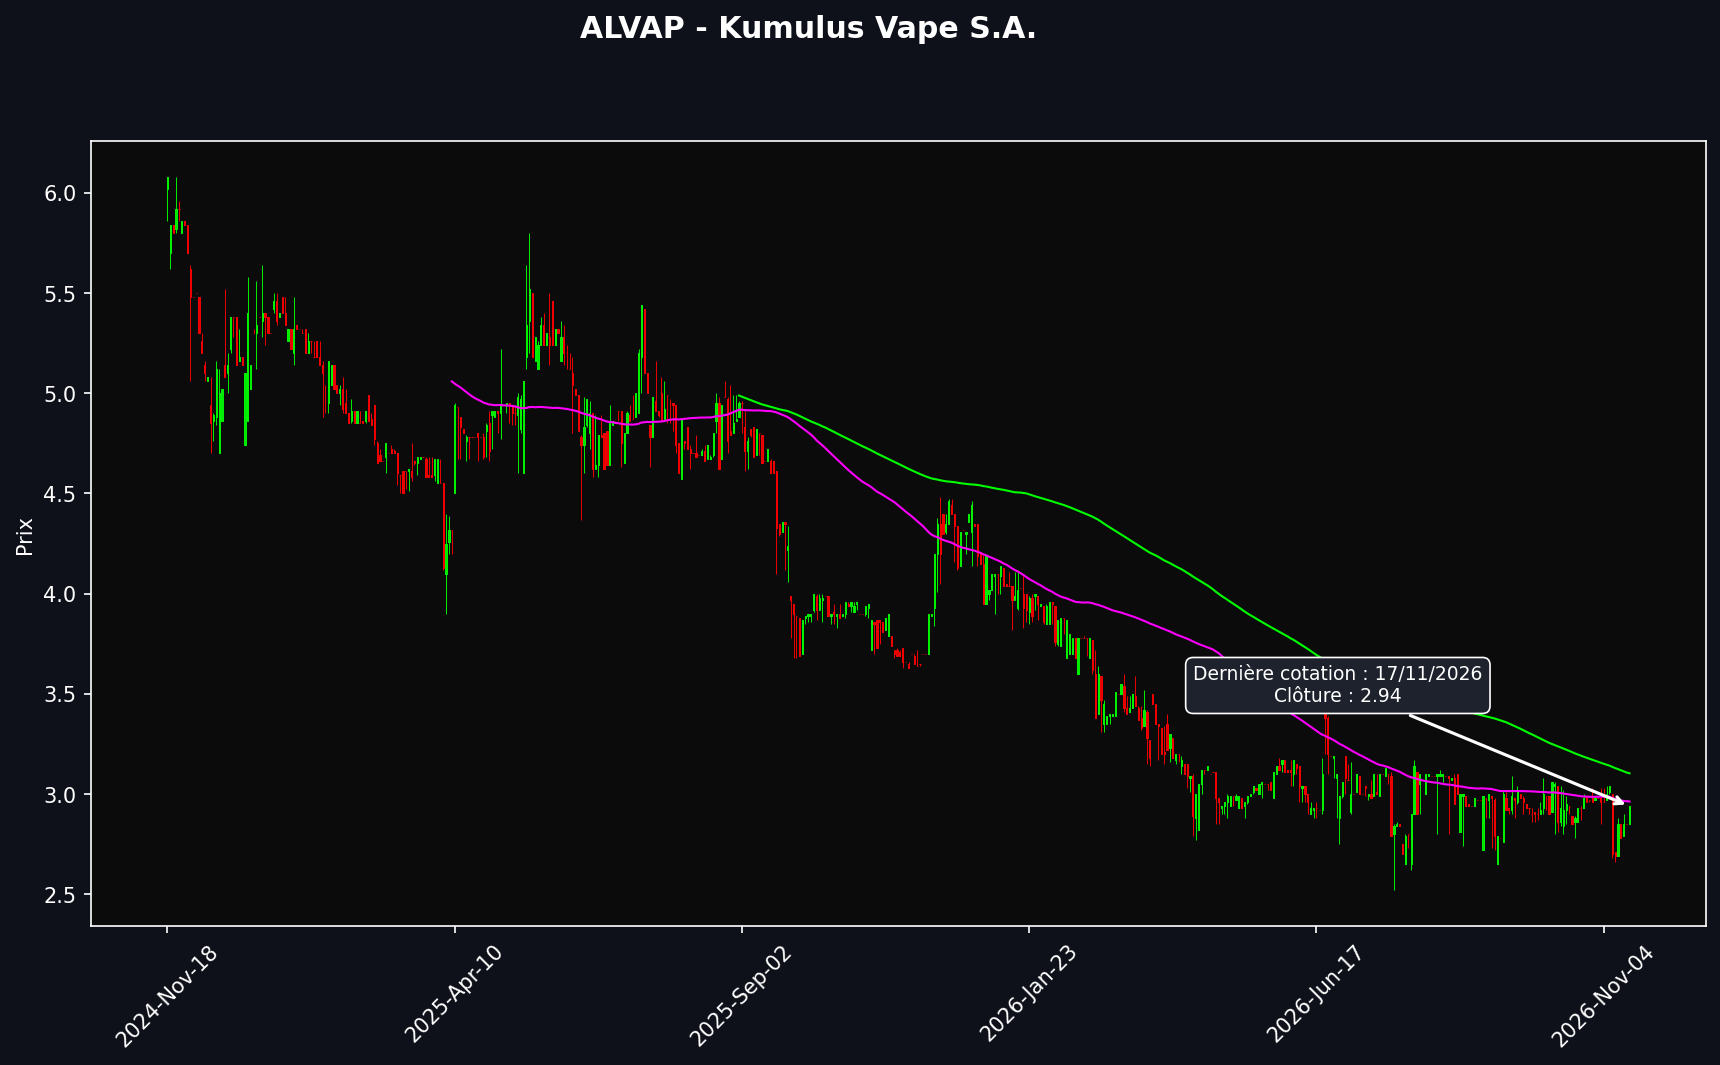 ALVAP - Kumulus Vape S.A.
Prix
6.0
5.5
5.0
4.5
4.0
3.5
3.0
2.5
Dernière cotation : 17/11/2026
Clôture : 2.94
2024-Nov-18
2025-Apr-10
2025-Sep-02
2026-Jan-23
2026-Jun-17
2026-Nov-04